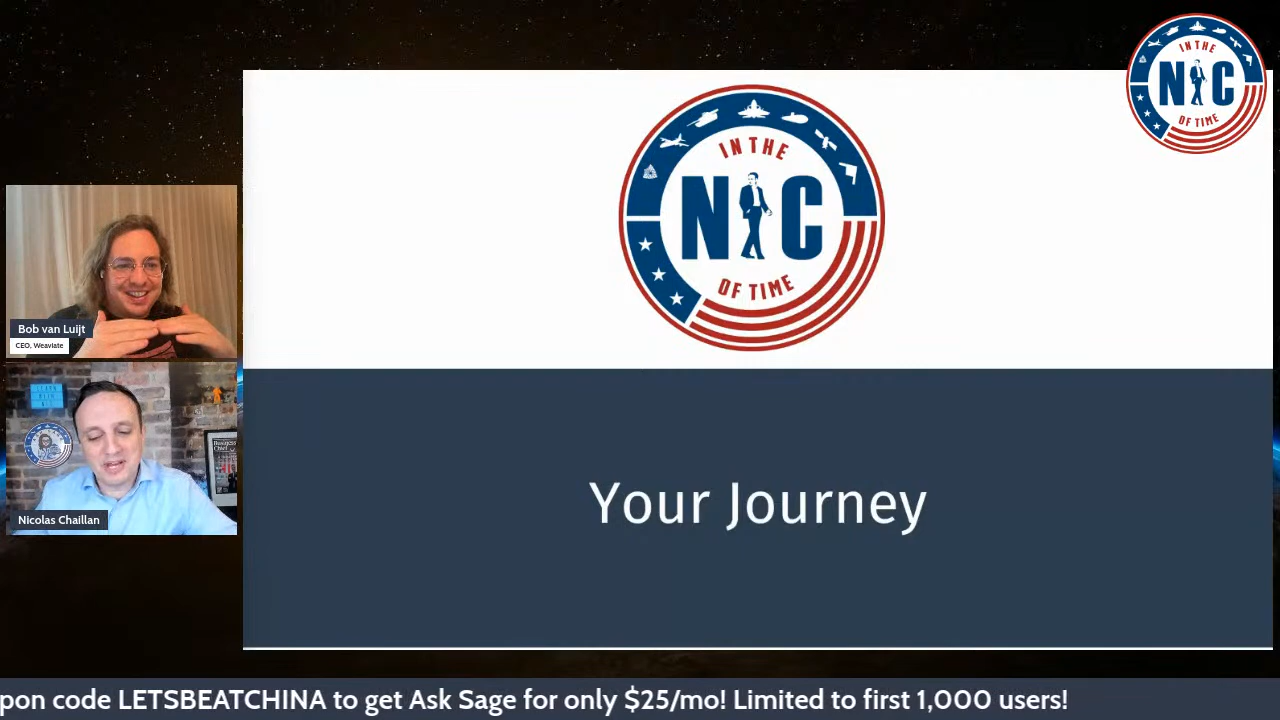 IN THE
NIC
OF TIME
IN THE
NIC
OF TIME
Bob van Luijt
CEO, Weaviate
Nicolas Chaillan
Your Journey
pon code LETSBEATCHINA to get Ask Sage for only $25/mo! Limited to first 1,000 users!